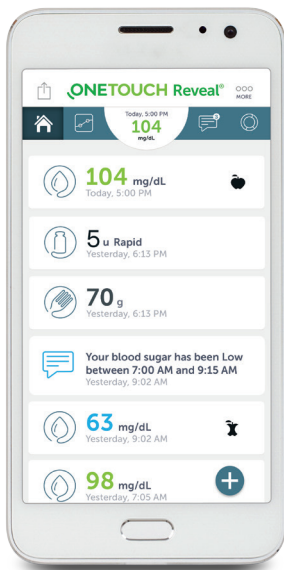 ONETOUCH Reveal®
MORE
Today, 5:00 PM
104
mg/dL
104 mg/dL
Today, 5:00 PM
5 u Rapid
Yesterday, 6:13 PM
70 g
Yesterday, 6:13 PM
Your blood sugar has been Low
between 7:00 AM and 9:15 AM
Yesterday, 9:02 AM
63 mg/dL
Yesterday, 9:02 AM
98 mg/dL
Yesterday, 7:05 AM